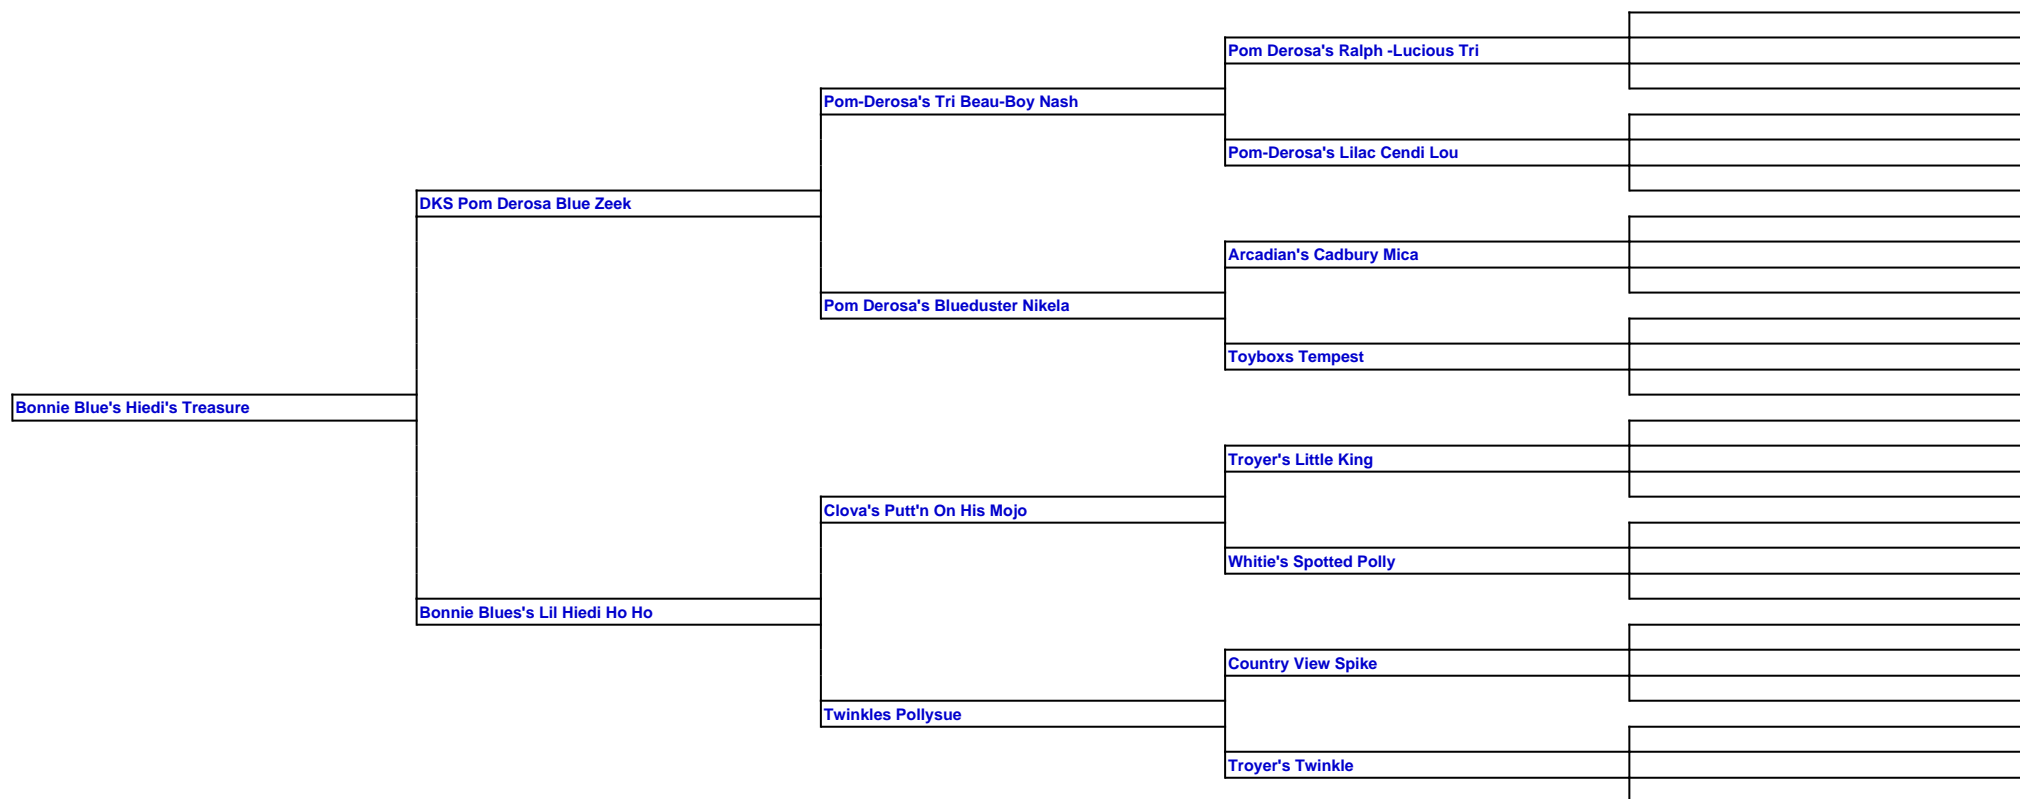 Pom Derosa's Ralph -Lucious Tri
Pom-Derosa's Tri Beau-Boy Nash
Pom-Derosa's Lilac Cendi Lou
DKS Pom Derosa Blue Zeek
Arcadian's Cadbury Mica
Pom Derosa's Blueduster Nikela
Toyboxs Tempest
Bonnie Blue's Hiedi's Treasure
Troyer's Little King
Clova's Putt'n On His Mojo
Whitie's Spotted Polly
Bonnie Blues's Lil Hiedi Ho Ho
Country View Spike
Twinkles Pollysue
Troyer's Twinkle